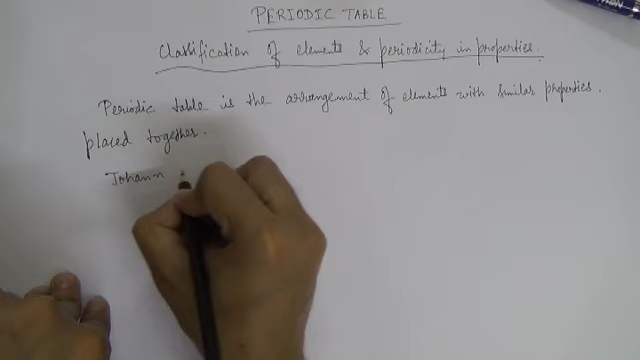 PERIODIC TABLE
Classification of elements & periodicity in properties.
Periodic table is the arrangement of elements with similar properties.
placed together.
Johann